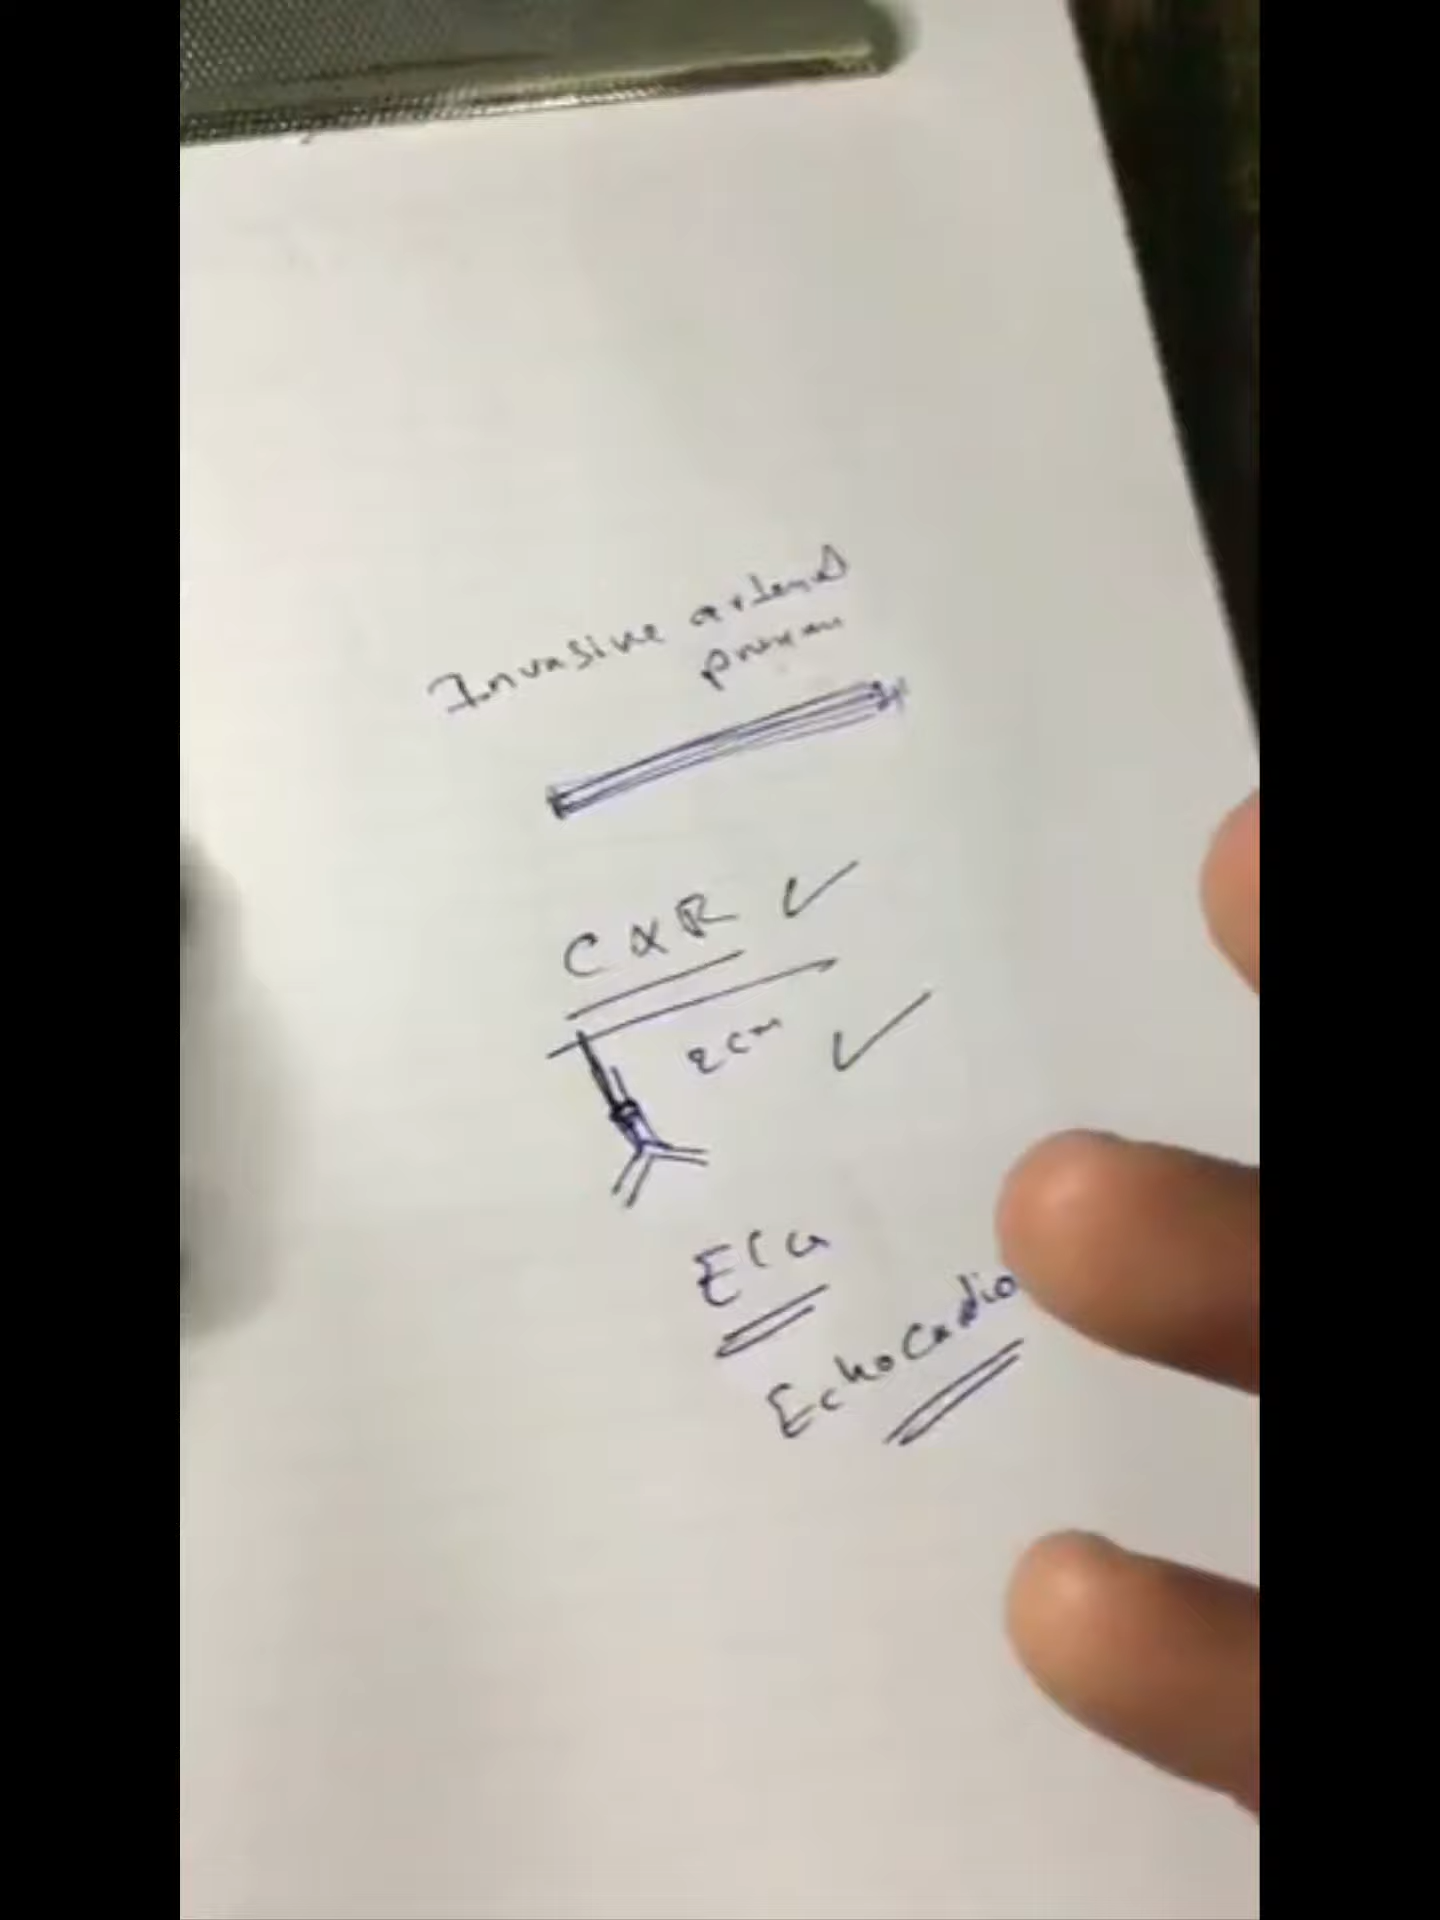 Invasive arterial
pressure
CXR ✓
2cm ✓
ECG
Echocardio